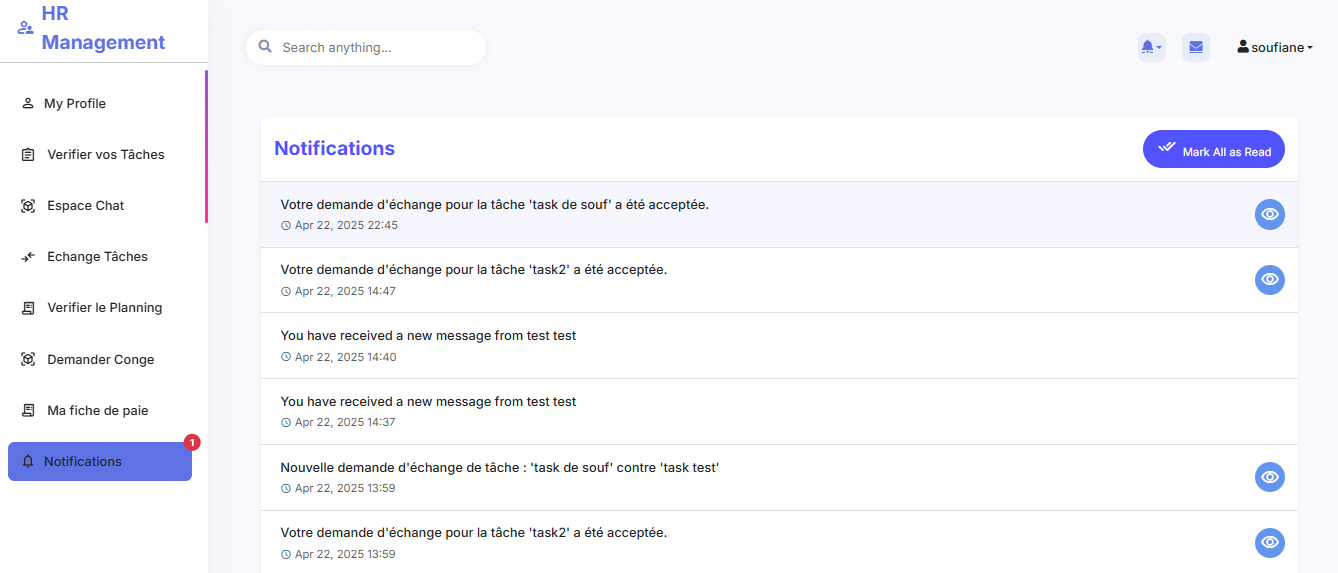 HR
Management
Search anything...
soufiane
My Profile
Verifier vos Tâches
Espace Chat
Echange Tâches
Verifier le Planning
Demander Conge
Ma fiche de paie
Notifications
1
Notifications
Mark All as Read
Votre demande d'échange pour la tâche 'task de souf' a été acceptée.
Apr 22, 2025 22:45
Votre demande d'échange pour la tâche 'task2' a été acceptée.
Apr 22, 2025 14:47
You have received a new message from test test
Apr 22, 2025 14:40
You have received a new message from test test
Apr 22, 2025 14:37
Nouvelle demande d'échange de tâche : 'task de souf' contre 'task test'
Apr 22, 2025 13:59
Votre demande d'échange pour la tâche 'task2' a été acceptée.
Apr 22, 2025 13:59